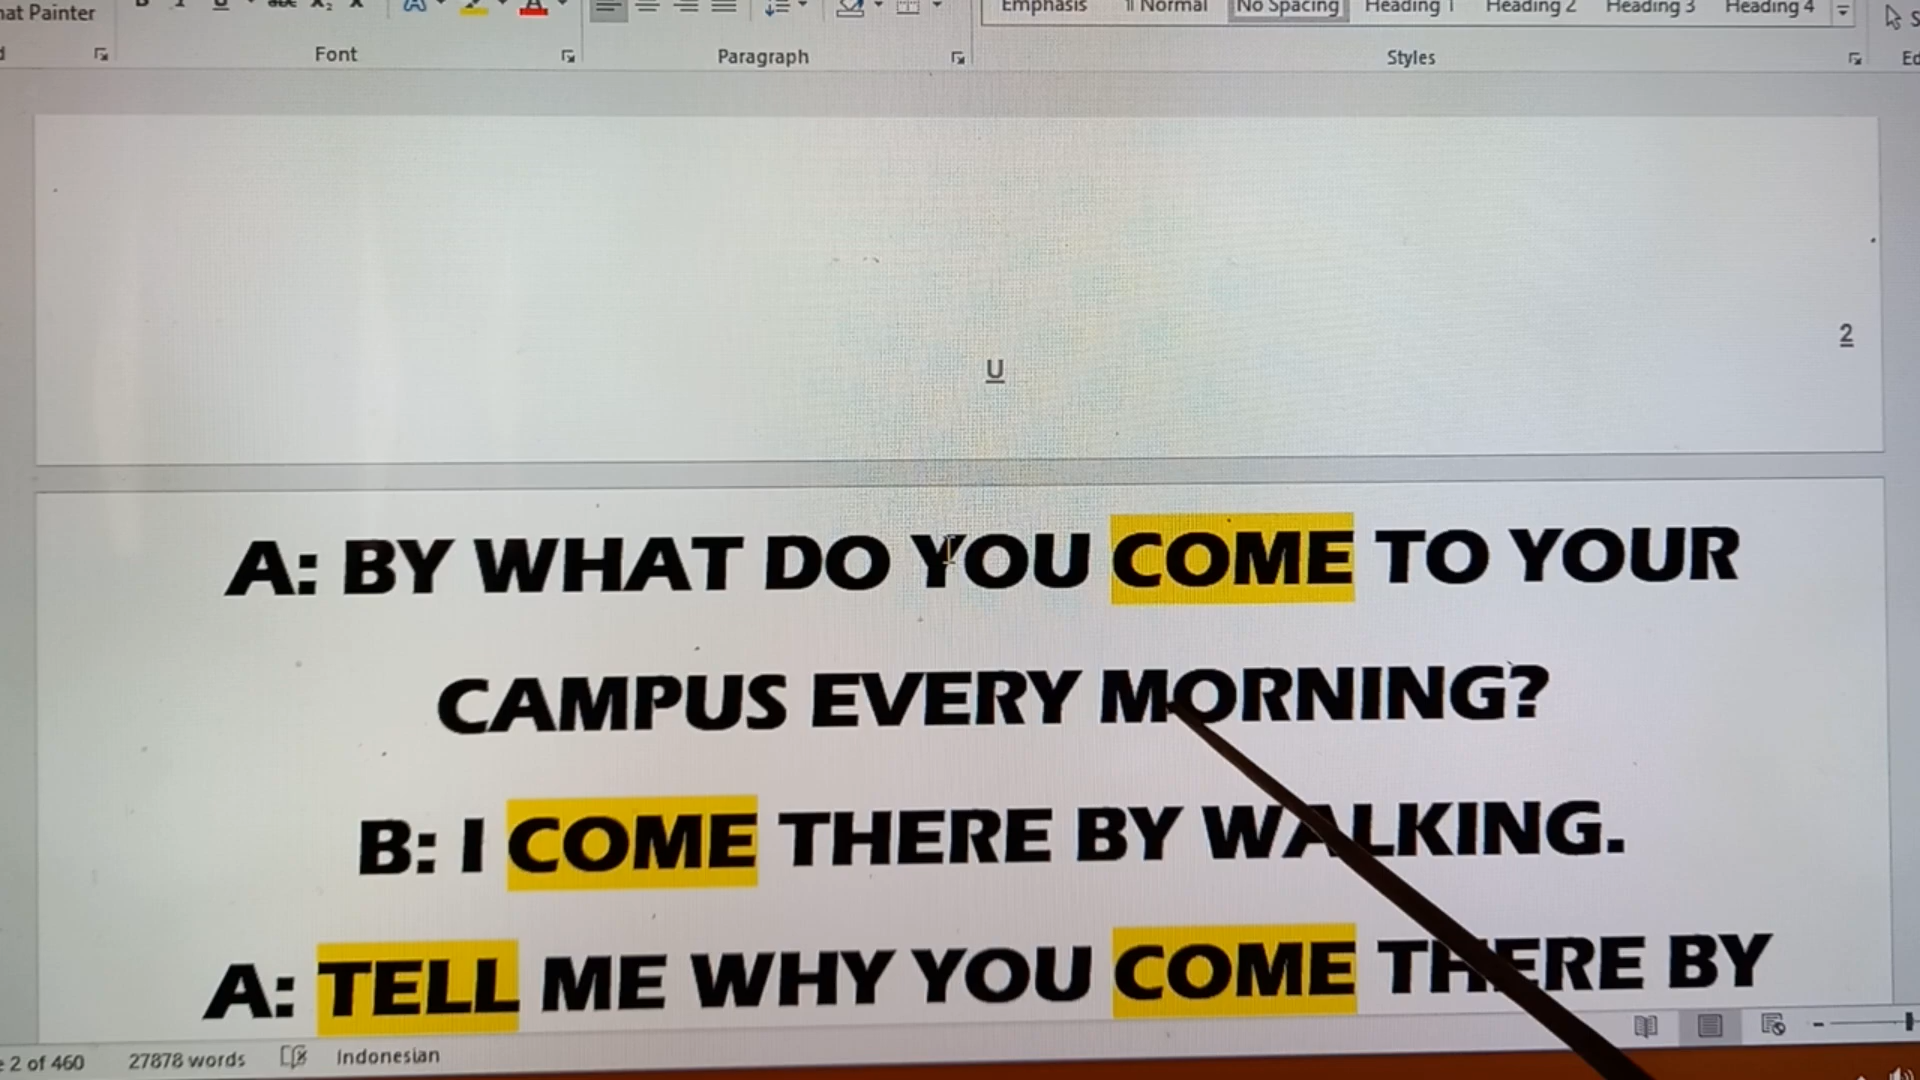 at Painter
Font
Paragraph
Emphasis
Normal
No Spacing
Heading 1
Heading 2
Heading 3
Heading 4
Styles
2
U
A: BY WHAT DO YOU COME TO YOUR
CAMPUS EVERY MORNING?
B: I COME THERE BY WALKING.
A: TELL ME WHY YOU COME THERE BY
2 of 460
27878 words
Indonesian